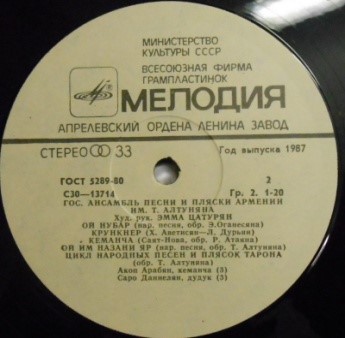 МИНИСТЕРСТВО
КУЛЬТУРЫ СССР
ВСЕСОЮЗНАЯ ФИРМА
ГРАМПЛАСТИНОК
МЕЛОДИЯ
АПРЕЛЕВСКИЙ ОРДЕНА ЛЕНИНА ЗАВОД
СТЕРЕО 33
Год выпуска 1987
ГОСТ 5289-80
2
С30—13714
Гр. 2. 1-20
ГОС. АНСАМБЛЬ ПЕСНИ И ПЛЯСКИ АРМЕНИИ
ИМ. Т. АЛТУНЯНА
Худ. рук. ЭММА ЦАТУРЯН
ОЙ НУБАР (нар. песня, обр. Э.Оганесяна)
КРУНКНЕР (Х. Аветисян—Л. Дурьян)
КЕМАНЧА (Саят-Нова, обр. Р. Атаяна)
ОЙ ИМ НАЗАНИ ЯР (нар. песня, обр. Т. Алтуняна)
ЦИКЛ НАРОДНЫХ ПЕСЕН И ПЛЯСОК ТАРОНА
(обр. Т. Алтуняна)
Акоп Арабян, кеманча (3)
Саро Даниелян, дудук (3)